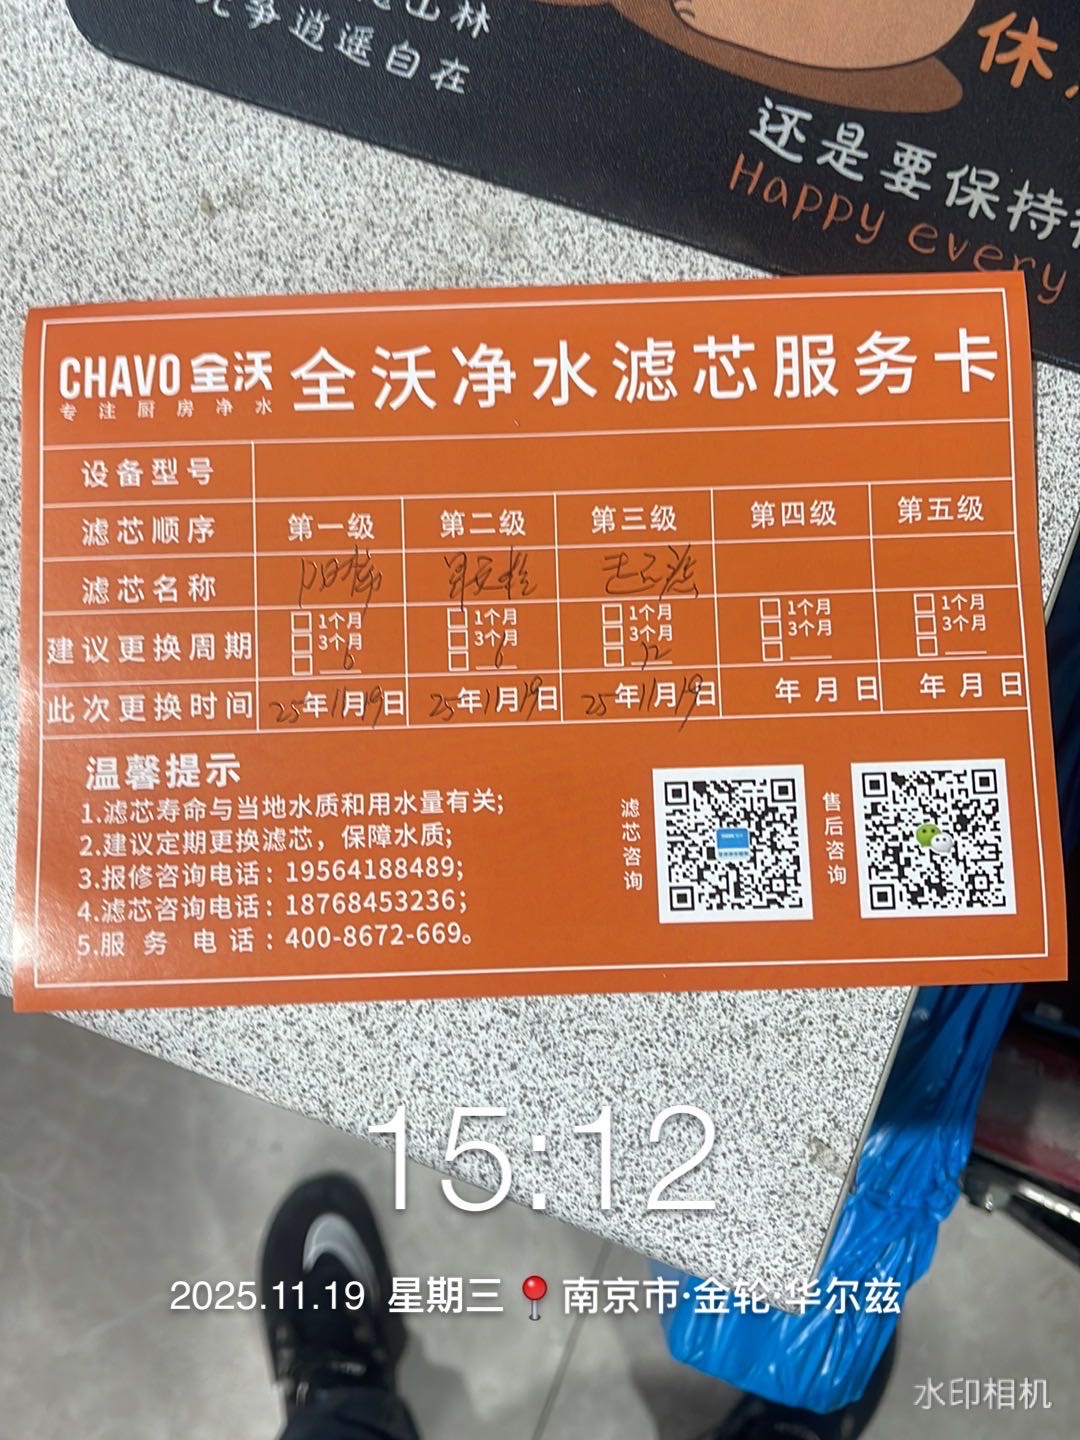 山林
逍遥自在
休
还是要保持
Happy every
CHAVO 全沃
专注厨房净水
全沃净水滤芯服务卡
设备型号
滤芯顺序 第一级 第二级 第三级 第四级 第五级
滤芯名称
建议更换周期
1个月 1个月 1个月 1个月 1个月
3个月 3个月 3个月 3个月 3个月
6 6 12
此次更换时间 25年11月19日 25年11月19日 25年11月19日 年月日 年月日
温馨提示
1.滤芯寿命与当地水质和用水量有关;
2.建议定期更换滤芯，保障水质;
3.报修咨询电话：19564188489;
4.滤芯咨询电话：18768453236;
5.服务电话：400-8672-669。
滤芯咨询
售后咨询
15:12
2025.11.19 星期三 南京市·金轮·华尔兹
水印相机